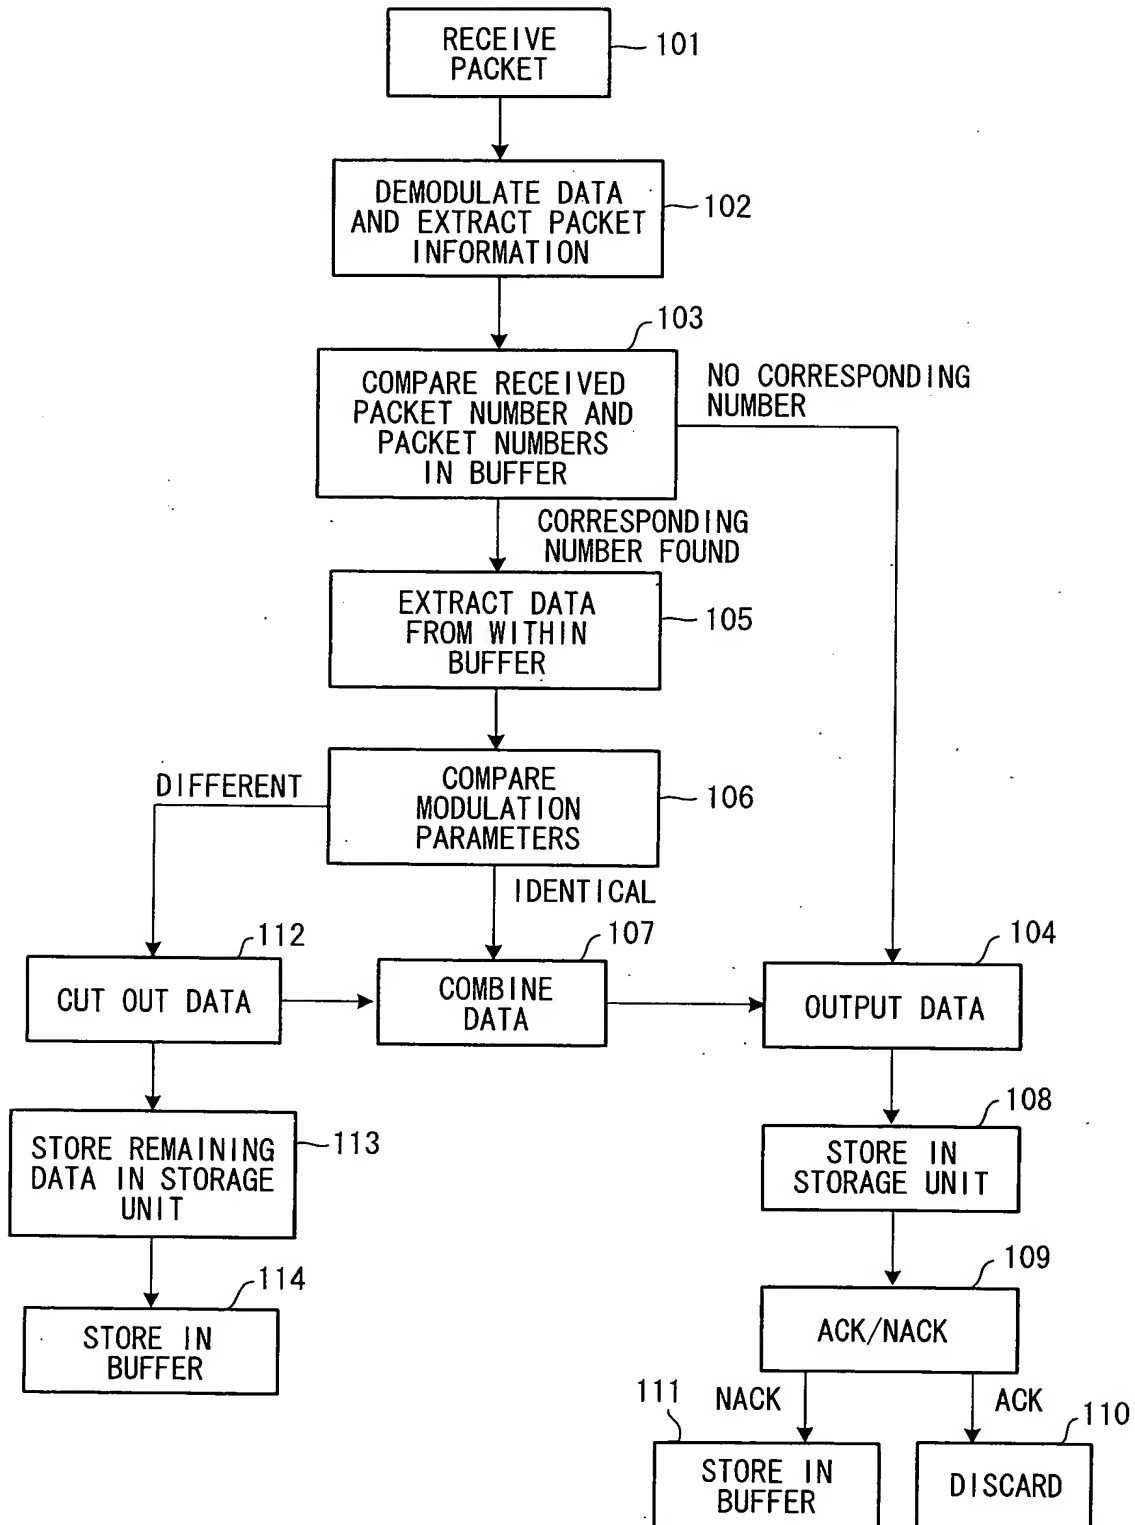 RECEIVE
PACKET
101
DEMODULATE DATA
AND EXTRACT PACKET
INFORMATION
102
103
COMPARE RECEIVED
PACKET NUMBER AND
PACKET NUMBERS
IN BUFFER
NO CORRESPONDING
NUMBER
CORRESPONDING
NUMBER FOUND
EXTRACT DATA
FROM WITHIN
BUFFER
105
DIFFERENT
COMPARE
MODULATION
PARAMETERS
106
IDENTICAL
112
CUT OUT DATA
107
COMBINE
DATA
104
OUTPUT DATA
STORE REMAINING
DATA IN STORAGE
UNIT
113
108
STORE IN
STORAGE UNIT
114
STORE IN
BUFFER
109
ACK/NACK
NACK
ACK
111
STORE IN
BUFFER
110
DISCARD